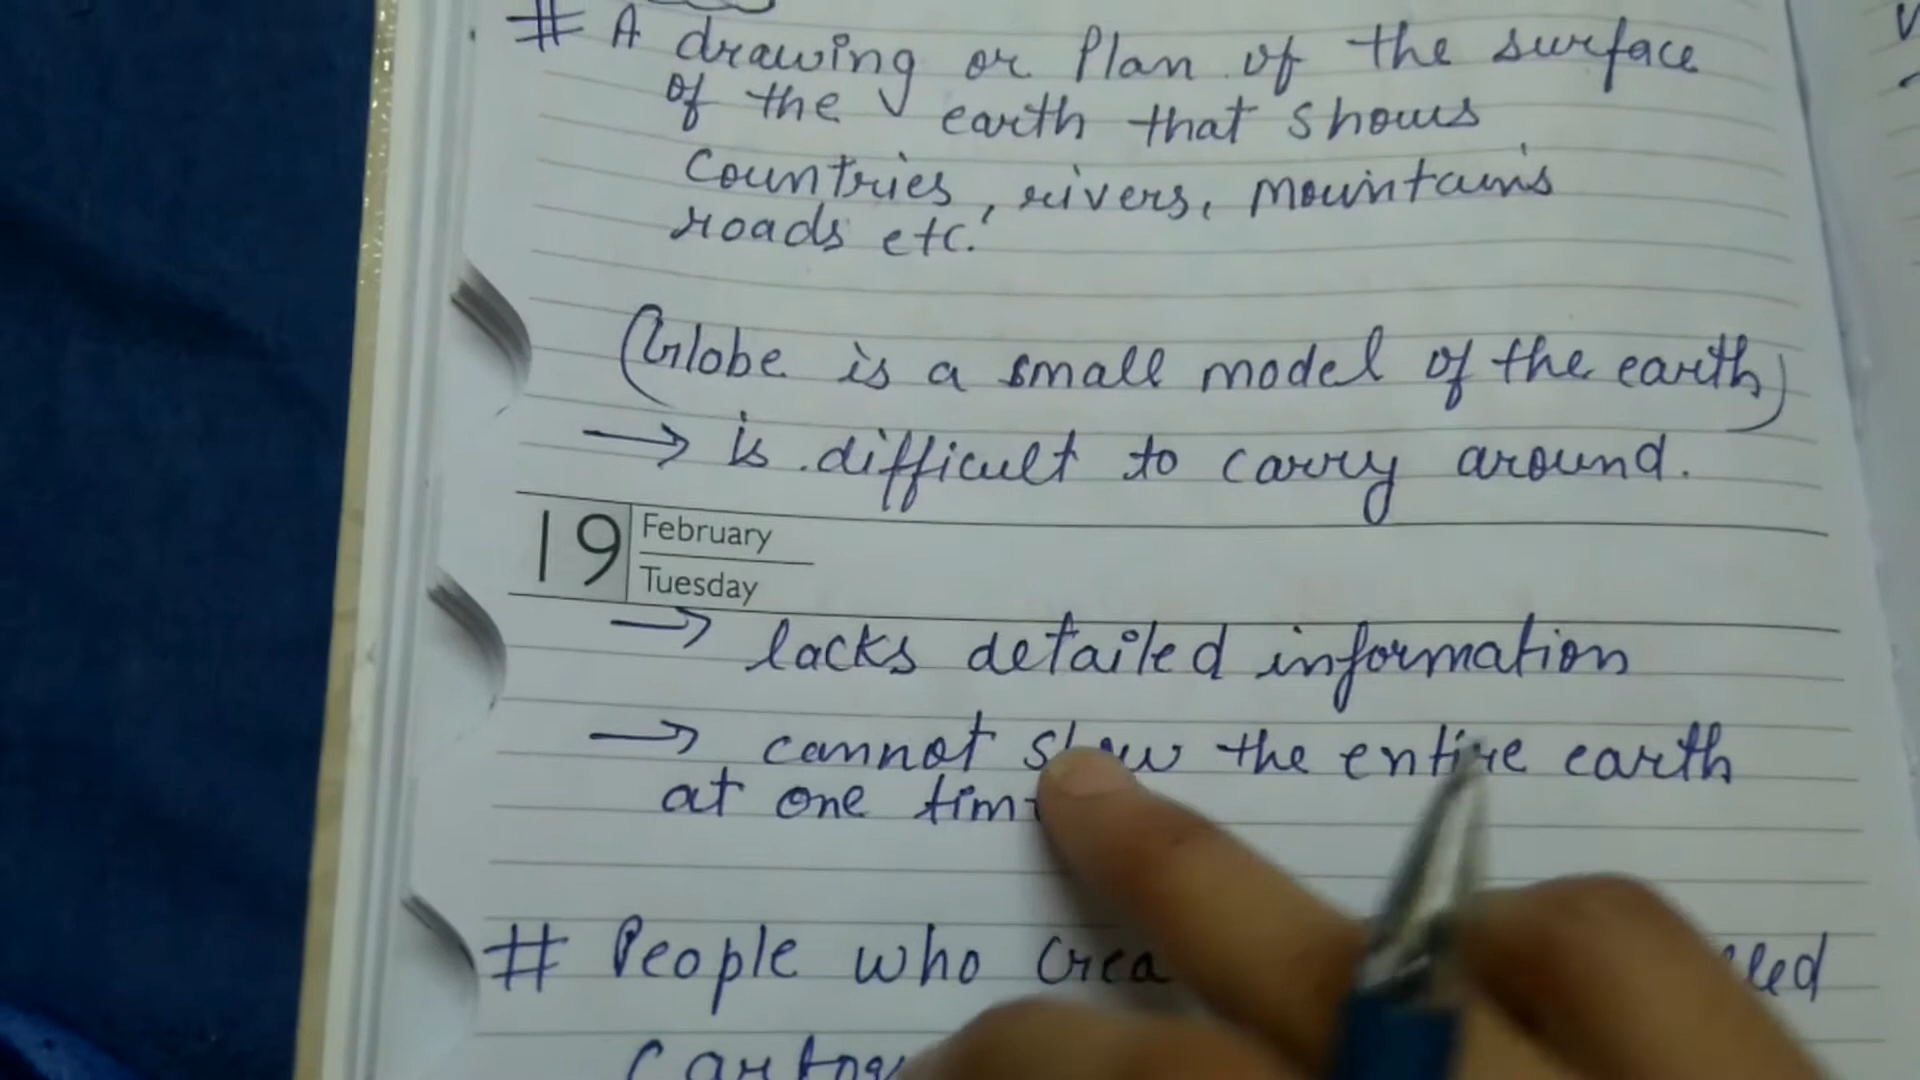 # A drawing or Plan of the surface
of the earth that shows
Countries, rivers, mountains
roads etc.
(Globe is a small model of the earth)
→ is difficult to carry around.
19 February
Tuesday
→ lacks detailed information
→ cannot show the entire earth
at one
# People who